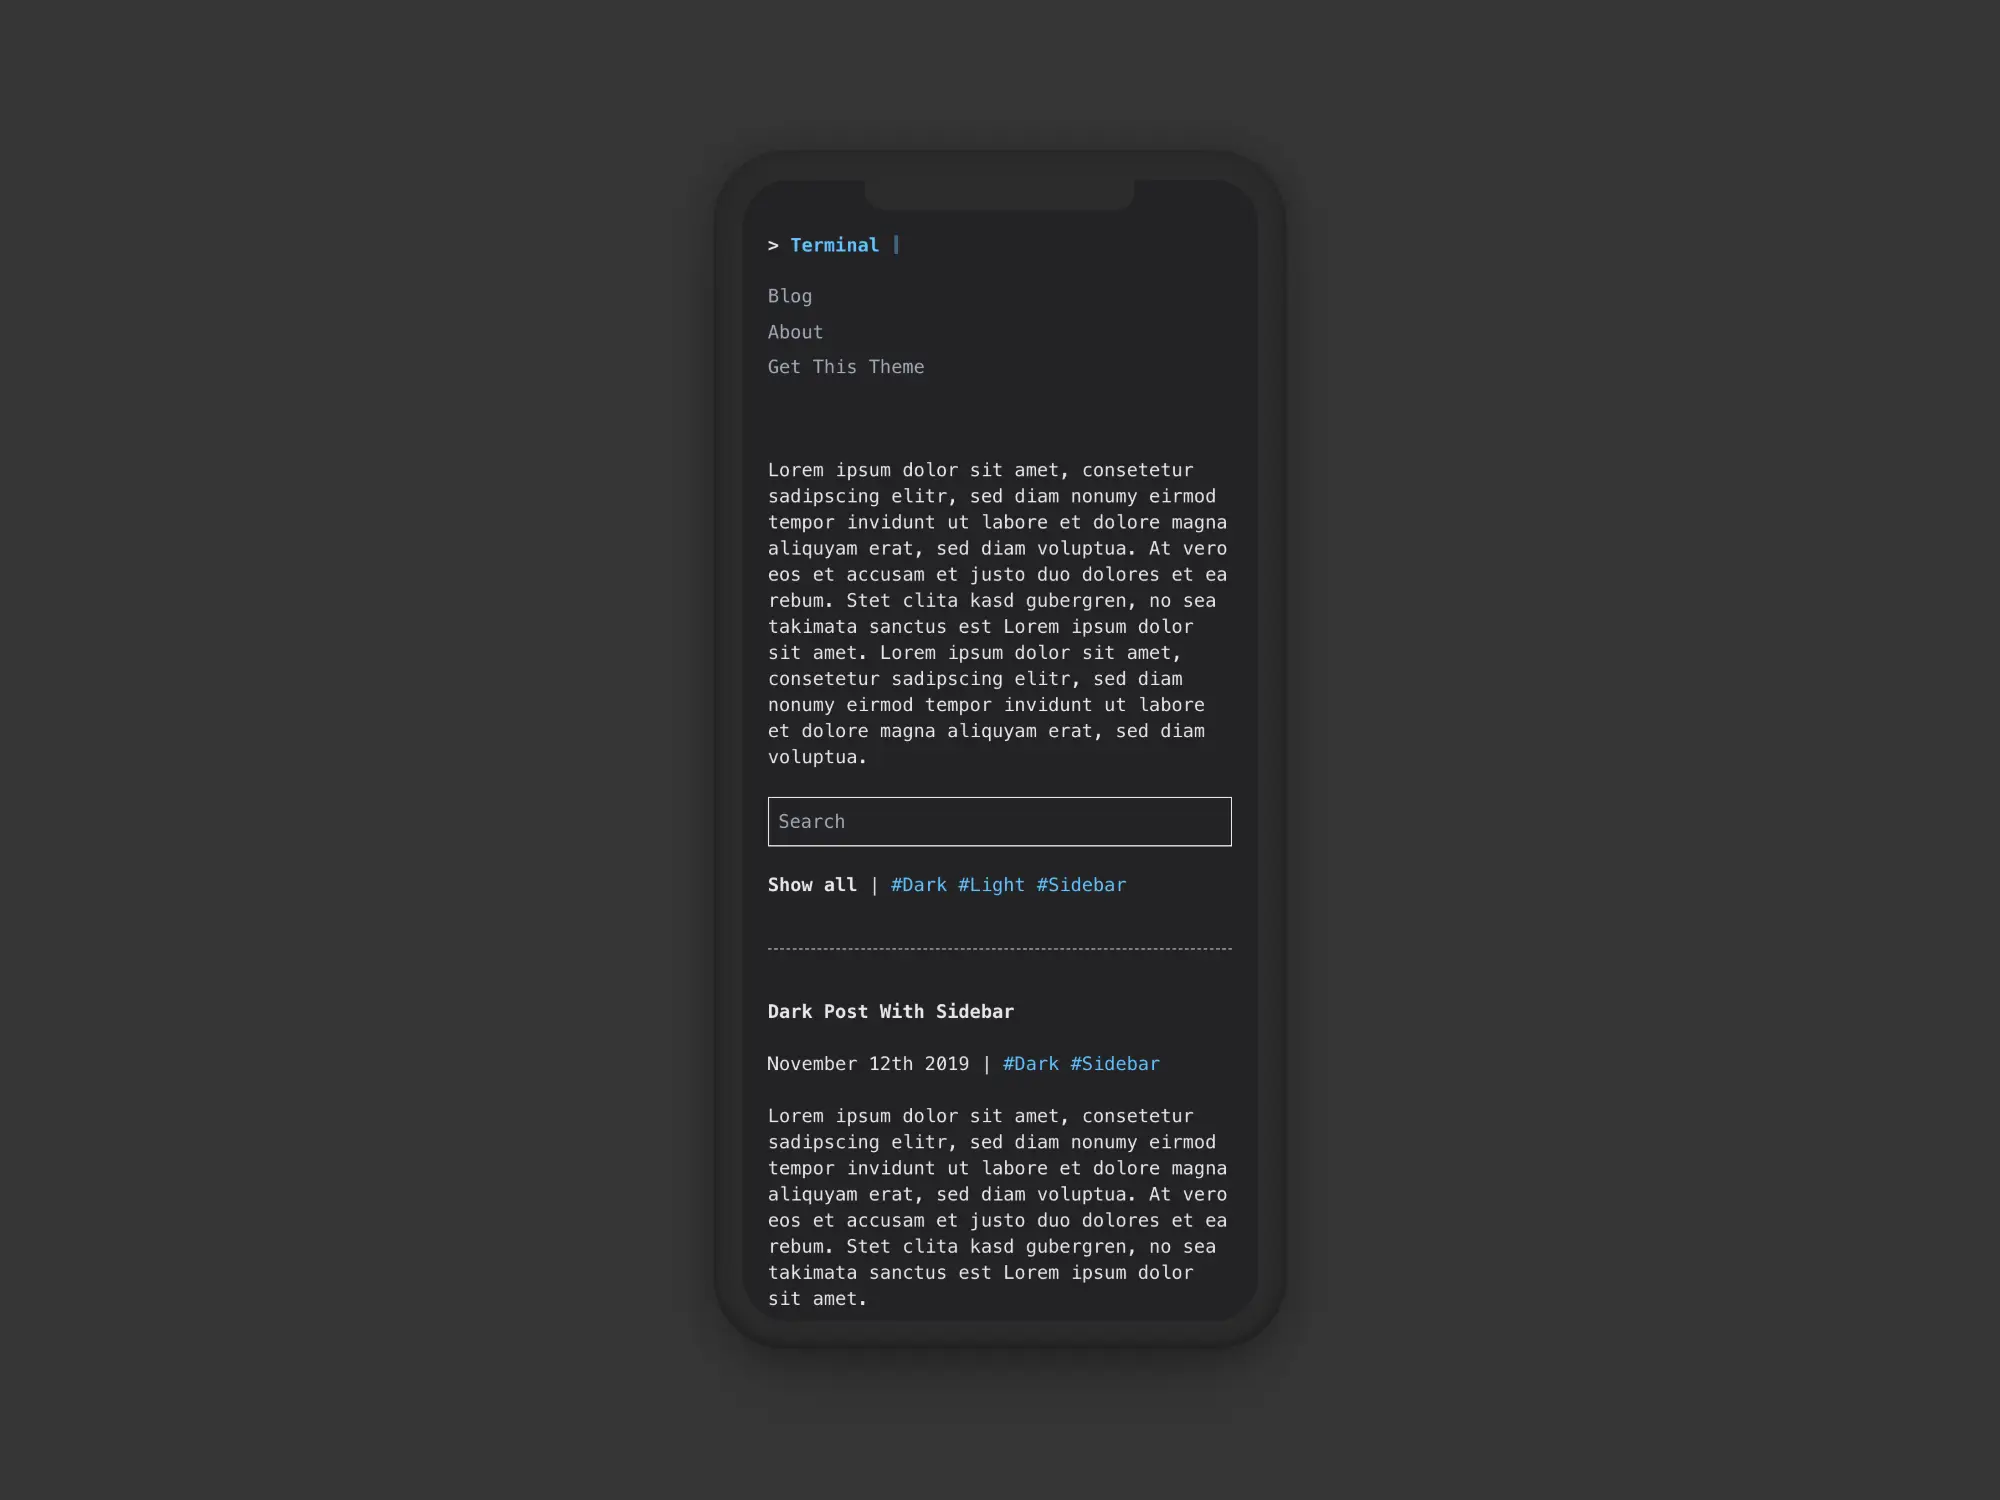 > Terminal
Blog
About
Get This Theme
Lorem ipsum dolor sit amet, consetetur
sadipscing elitr, sed diam nonumy eirmod
tempor invidunt ut labore et dolore magna
aliquyam erat, sed diam voluptua. At vero
eos et accusam et justo duo dolores et ea
rebum. Stet clita kasd gubergren, no sea
takimata sanctus est Lorem ipsum dolor
sit amet. Lorem ipsum dolor sit amet,
consetetur sadipscing elitr, sed diam
nonumy eirmod tempor invidunt ut labore
et dolore magna aliquyam erat, sed diam
voluptua.
Search
Show all | #Dark #Light #Sidebar
Dark Post With Sidebar
November 12th 2019 | #Dark #Sidebar
Lorem ipsum dolor sit amet, consetetur
sadipscing elitr, sed diam nonumy eirmod
tempor invidunt ut labore et dolore magna
aliquyam erat, sed diam voluptua. At vero
eos et accusam et justo duo dolores et ea
rebum. Stet clita kasd gubergren, no sea
takimata sanctus est Lorem ipsum dolor
sit amet.